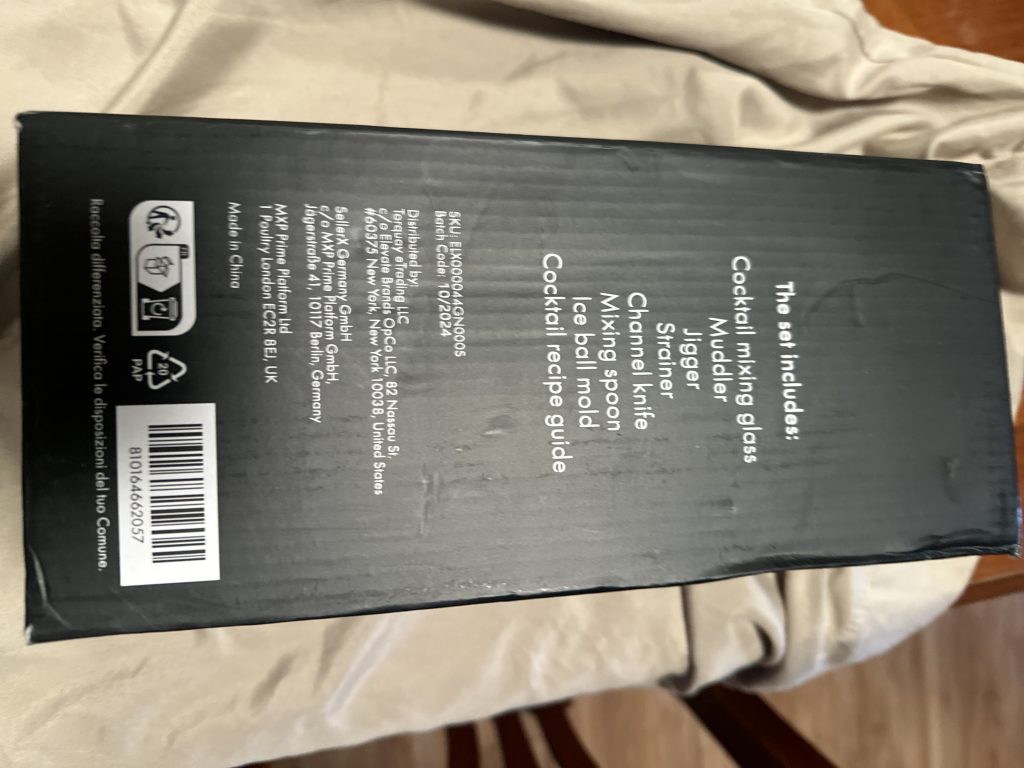 The set includes:
Cocktail mixing glass
Muddler
Jigger
Strainer
Channel knife
Mixing spoon
Ice ball mold
Cocktail recipe guide
SKU: ELX000044GN0005
Batch Code: 10/2024
Distributed by:
Torquay eTrading LLC
c/o Elevate Brands OpCo LLC, 82 Nassau St,
#60375 New York, New York 10038, United States
SellerX Germany GmbH
c/o MXP Prime Platform GmbH,
Jägerstraße 41, 10117 Berlin, Germany
MXP Prime Platform Ltd
1 Poultry London EC2R 8EJ, UK
Made in China
FR
20
PAP
810164662057
Raccolta differenziata. Verifica le disposizioni del tuo Comune.